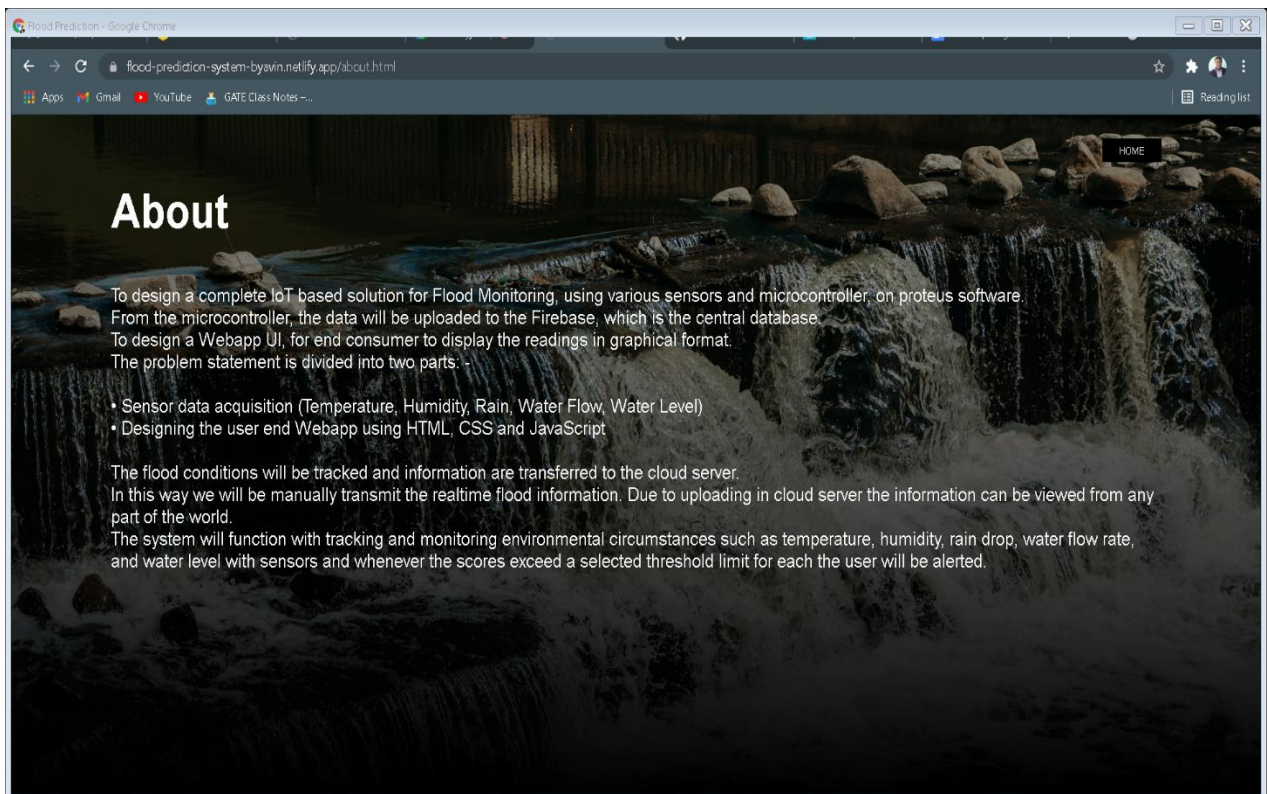 Flood Prediction - Google Chrome
flood-prediction-system-byavin.netlify.app/about.html
Apps Gmail YouTube GATE Class Notes –... Reading list
HOME
About
To design a complete IoT based solution for Flood Monitoring, using various sensors and microcontroller, on proteus software.
From the microcontroller, the data will be uploaded to the Firebase, which is the central database.
To design a Webapp UI, for end consumer to display the readings in graphical format.
The problem statement is divided into two parts: -
• Sensor data acquisition (Temperature, Humidity, Rain, Water Flow, Water Level)
• Designing the user end Webapp using HTML, CSS and JavaScript
The flood conditions will be tracked and information are transferred to the cloud server.
In this way we will be manually transmit the realtime flood information. Due to uploading in cloud server the information can be viewed from any
part of the world.
The system will function with tracking and monitoring environmental circumstances such as temperature, humidity, rain drop, water flow rate,
and water level with sensors and whenever the scores exceed a selected threshold limit for each the user will be alerted.